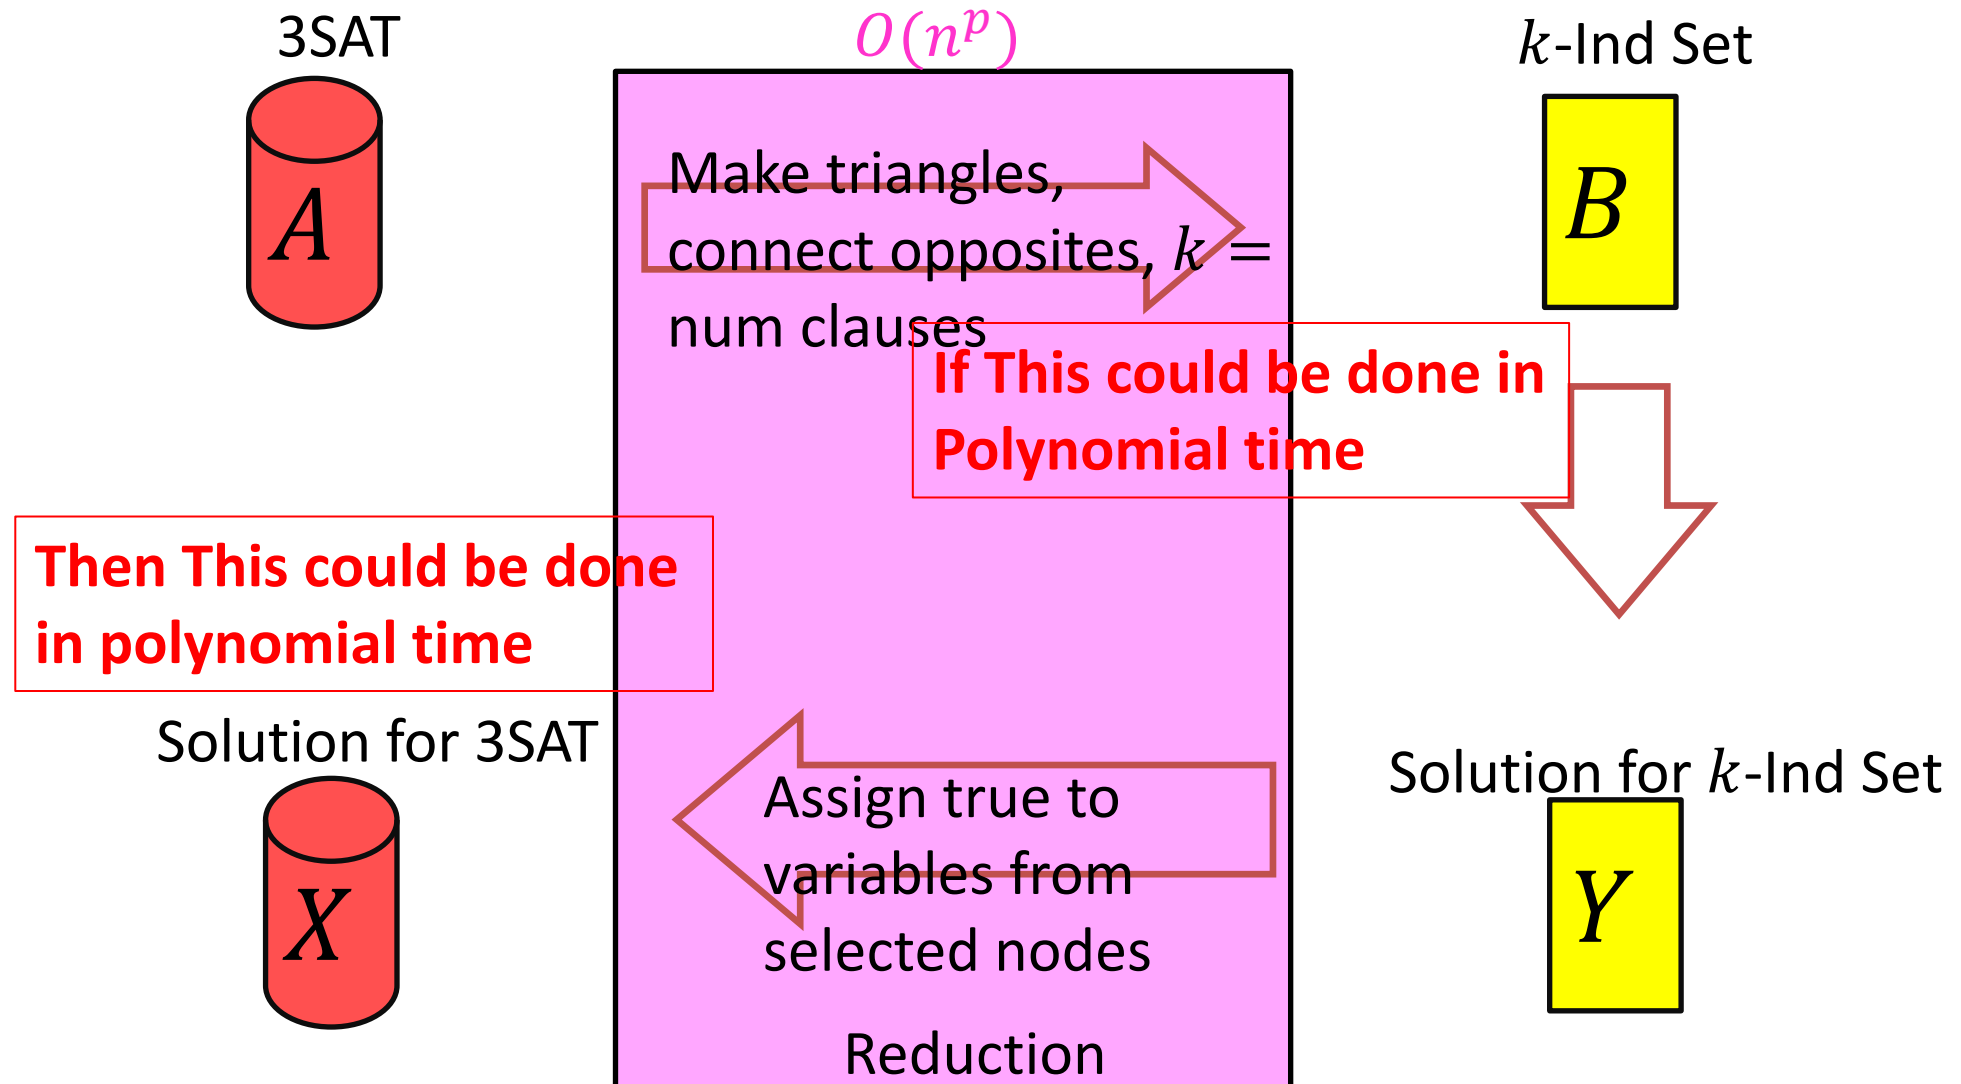 3SAT
O(n^p)
k-Ind Set
A
Make triangles,
connect opposites, k =
num clauses
B
If This could be done in
Polynomial time
Then This could be done
in polynomial time
Solution for 3SAT
X
Assign true to
variables from
selected nodes
Solution for k-Ind Set
Y
Reduction